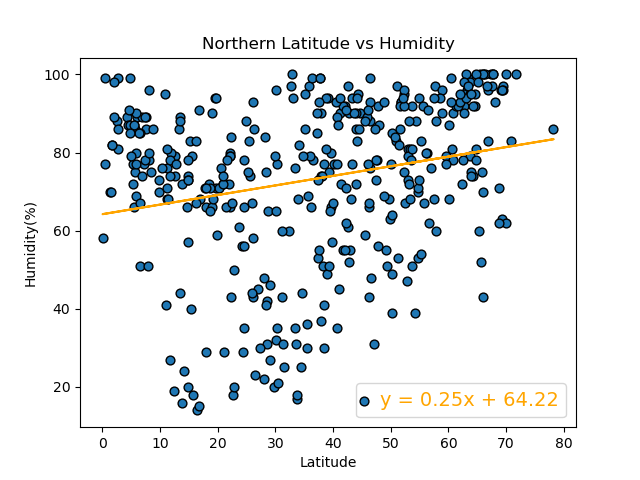 Northern Latitude vs Humidity
100
80
60
40
20
Humidity(%)
y = 0.25x + 64.22
0 10 20 30 40 50 60 70 80
Latitude